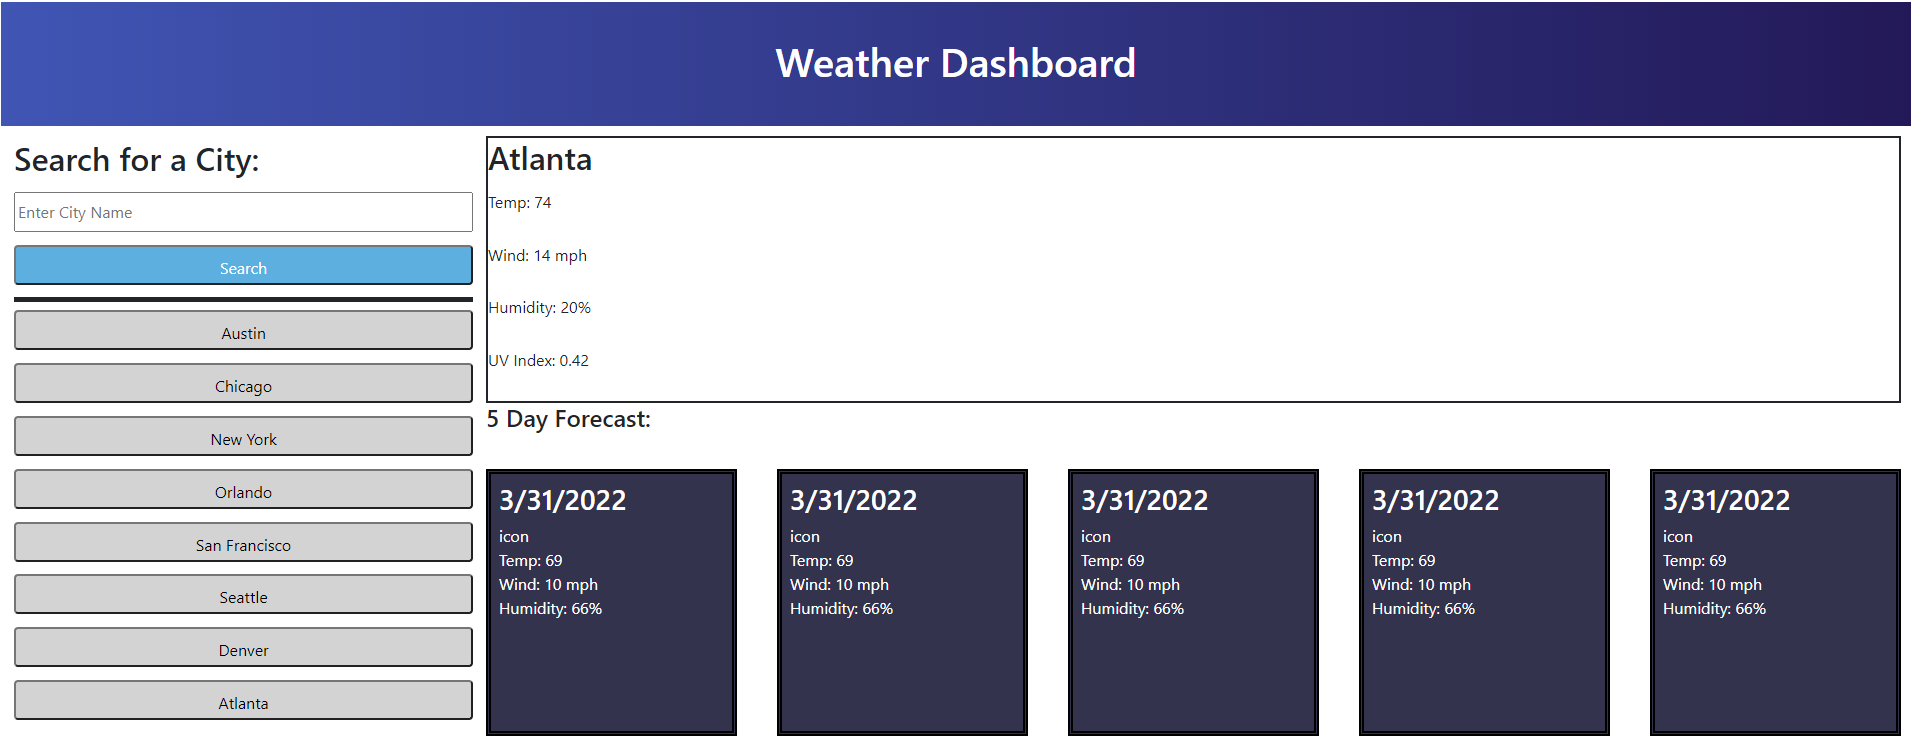 Weather Dashboard
Search for a City:
Enter City Name
Search
Austin
Chicago
New York
Orlando
San Francisco
Seattle
Denver
Atlanta
Atlanta
Temp: 74
Wind: 14 mph
Humidity: 20%
UV Index: 0.42
5 Day Forecast:
3/31/2022
icon
Temp: 69
Wind: 10 mph
Humidity: 66%
3/31/2022
icon
Temp: 69
Wind: 10 mph
Humidity: 66%
3/31/2022
icon
Temp: 69
Wind: 10 mph
Humidity: 66%
3/31/2022
icon
Temp: 69
Wind: 10 mph
Humidity: 66%
3/31/2022
icon
Temp: 69
Wind: 10 mph
Humidity: 66%